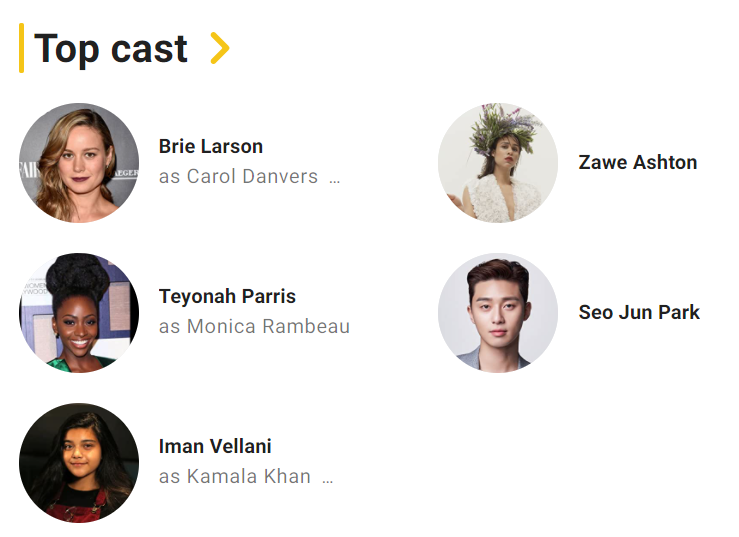 Top cast
Brie Larson
as Carol Danvers ...
Zawe Ashton
Teyonah Parris
as Monica Rambeau
Seo Jun Park
Iman Vellani
as Kamala Khan ...